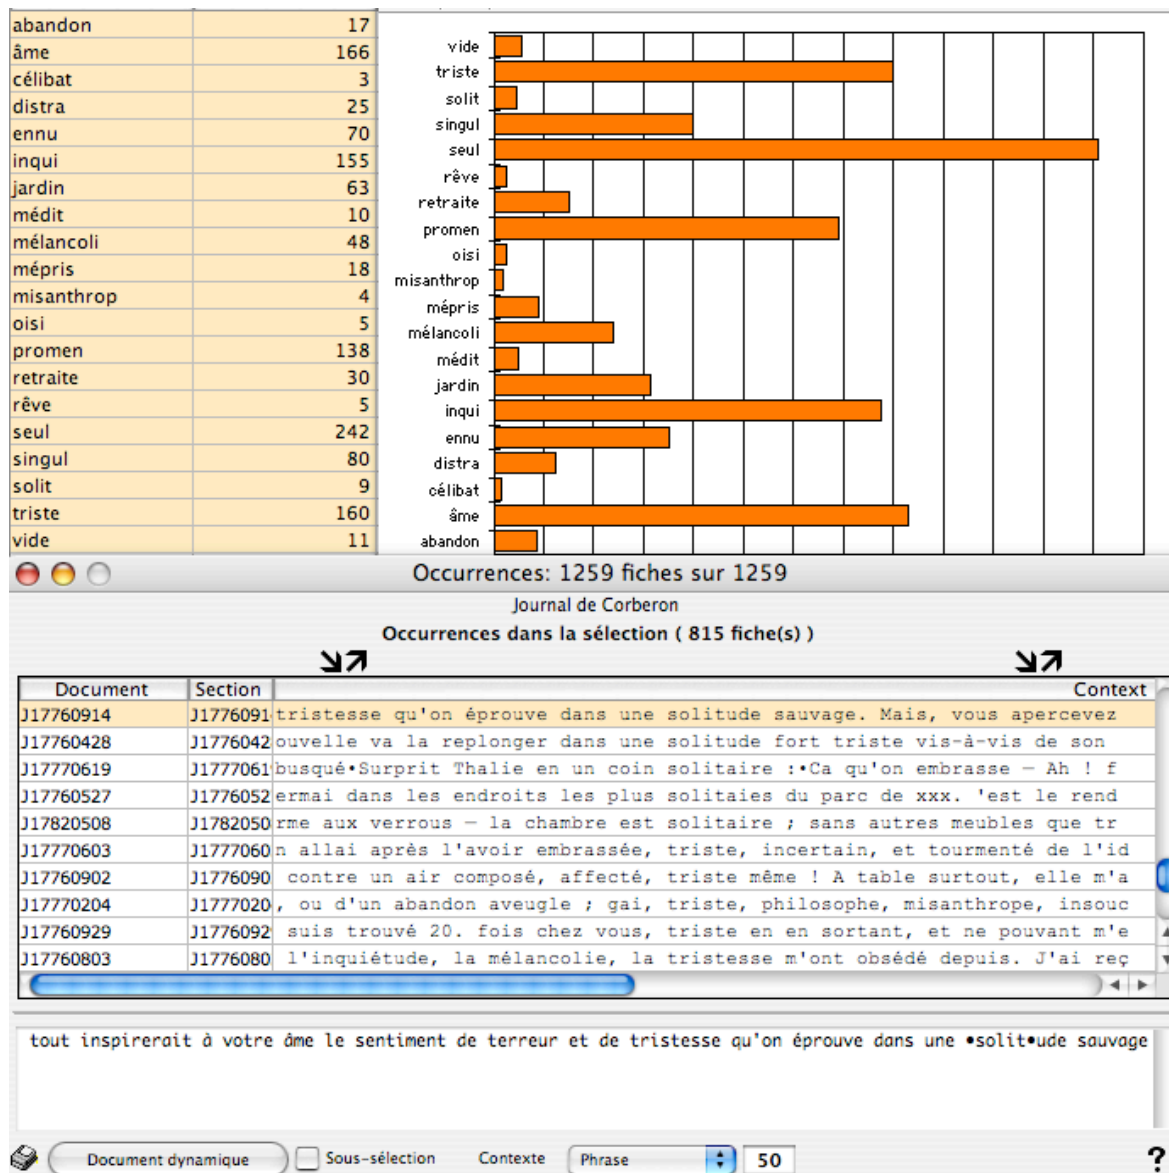 abandon 17
âme 166
célibat 3
distra 25
ennu 70
inqui 155
jardin 63
médit 10
mélancoli 48
mépris 18
misanthrop 4
oisi 5
promen 138
retraite 30
rêve 5
seul 242
singul 80
solit 9
triste 160
vide 11
vide
triste
solit
singul
seul
rêve
retraite
promen
oisi
misanthrop
mépris
mélancoli
médit
jardin
inqui
ennu
distra
célibat
âme
abandon
Occurrences: 1259 fiches sur 1259
Journal de Corberon
Occurrences dans la sélection ( 815 fiche(s) )
Document Section Context
J17760914 J1776091 tristesse qu'on éprouve dans une solitude sauvage. Mais, vous apercevez
J17760428 J1776042 ouvelle va la replonger dans une solitude fort triste vis-à-vis de son
J17770619 J1777061 busqué•Surprit Thalie en un coin solitaire :•Ca qu'on embrasse — Ah ! f
J17760527 J1776052 ermai dans les endroits les plus solitaies du parc de xxx. 'est le rend
J17820508 J1782050 rme aux verrous — la chambre est solitaire ; sans autres meubles que tr
J17770603 J1777060 n allai après l'avoir embrassée, triste, incertain, et tourmenté de l'id
J17760902 J1776090 contre un air composé, affecté, triste même ! A table surtout, elle m'a
J17770204 J1777020 , ou d'un abandon aveugle ; gai, triste, philosophe, misanthrope, insouc
J17760929 J1776092 suis trouvé 20. fois chez vous, triste en en sortant, et ne pouvant m'e
J17760803 J1776080 l'inquiétude, la mélancolie, la tristesse m'ont obsédé depuis. J'ai reç
tout inspirerait à votre âme le sentiment de terreur et de tristesse qu'on éprouve dans une •solit•ude sauvage
Document dynamique Sous-sélection Contexte Phrase 50 ?